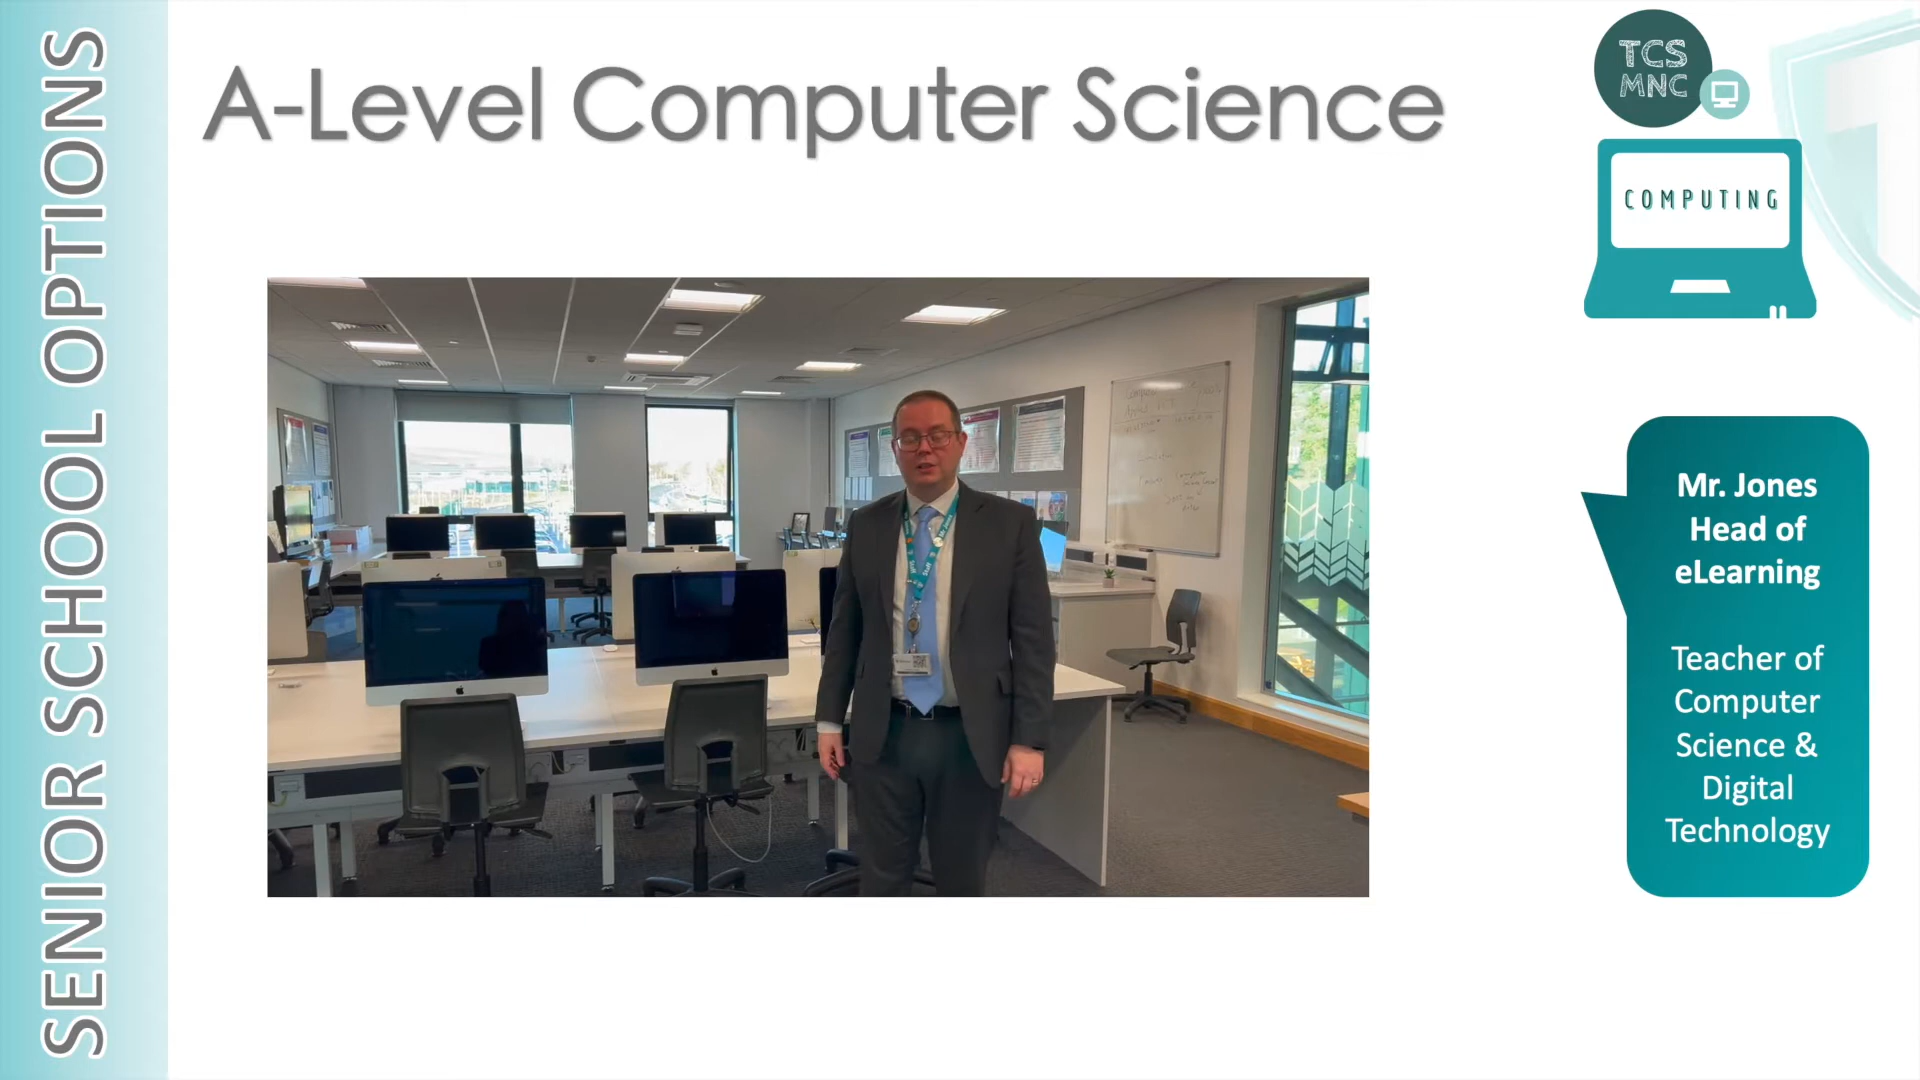 SENIOR SCHOOL OPTIONS
A-Level Computer Science
TCS
MNC
COMPUTING
Mr. Jones
Head of
eLearning
Teacher of
Computer
Science &
Digital
Technology
Staff